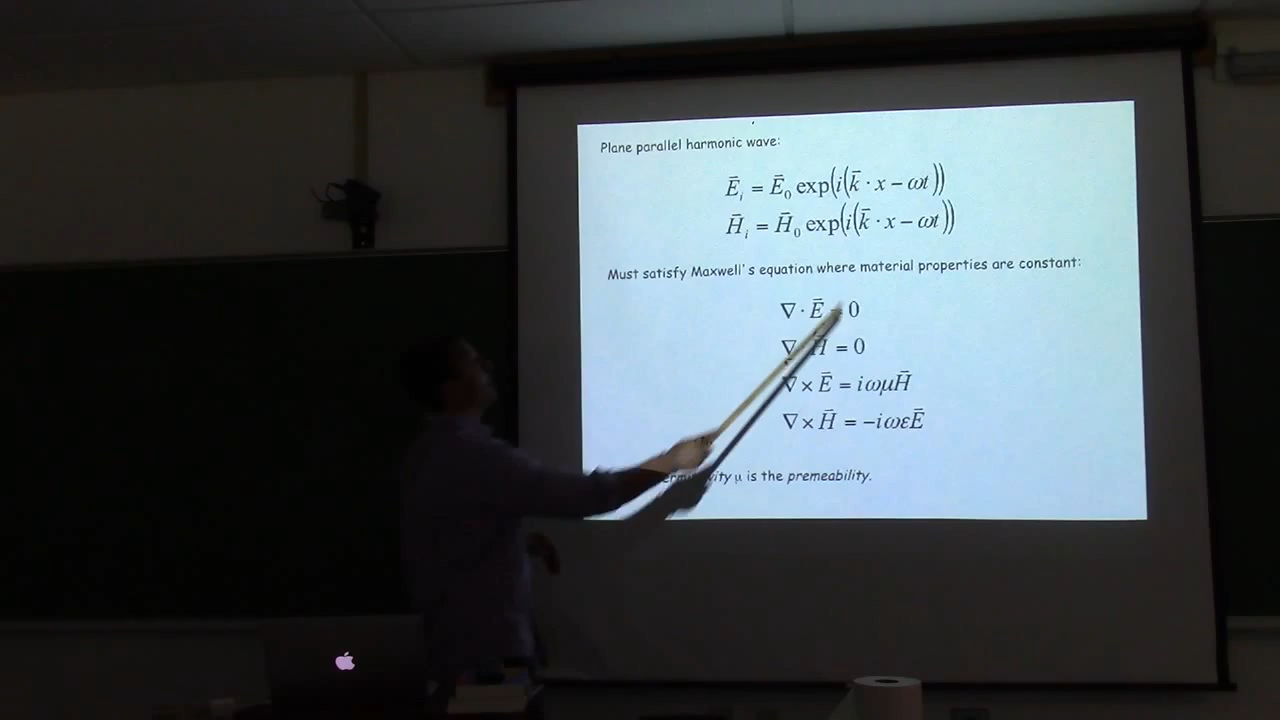 Plane parallel harmonic wave:
Ē_i = Ē_0 exp(i(k̄ · x − ωt))
H̄_i = H̄_0 exp(i(k̄ · x − ωt))
Must satisfy Maxwell's equation where material properties are constant:
∇ · Ē = 0
∇ H̄ = 0
∇ × Ē = iωμH̄
∇ × H̄ = −iωεĒ
μ is the premeability.